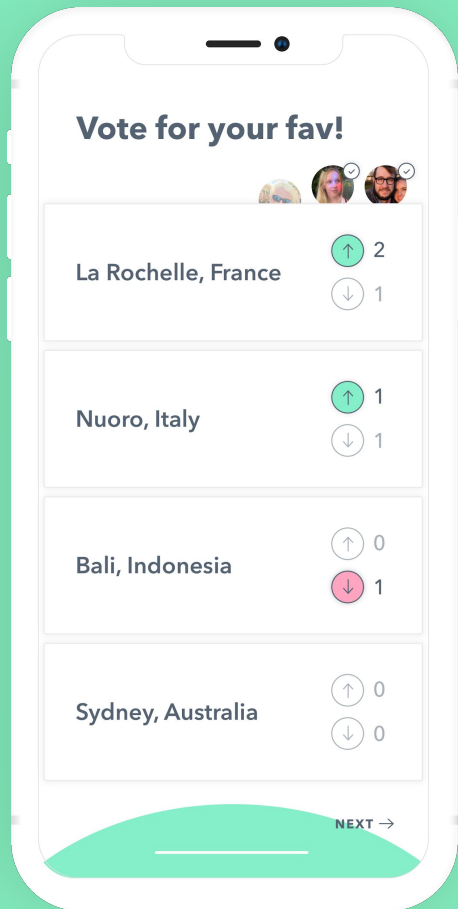 Vote for your fav!
2
La Rochelle, France
1
1
Nuoro, Italy
1
0
Bali, Indonesia
1
0
Sydney, Australia
0
NEXT →